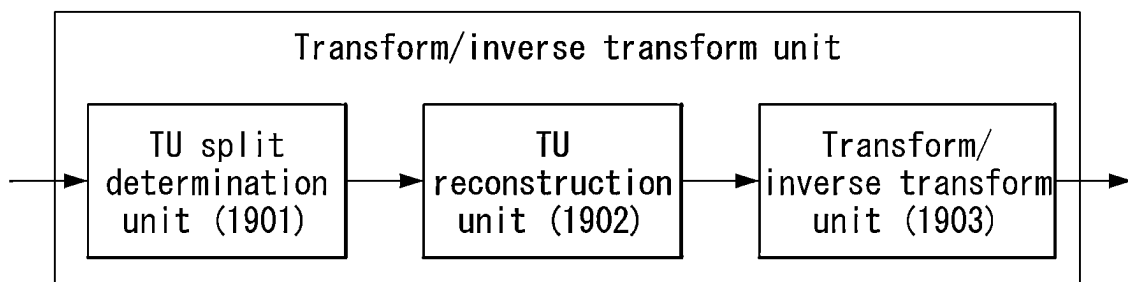 Transform/inverse transform unit
TU split
determination
unit (1901)
TU
reconstruction
unit (1902)
Transform/
inverse transform
unit (1903)